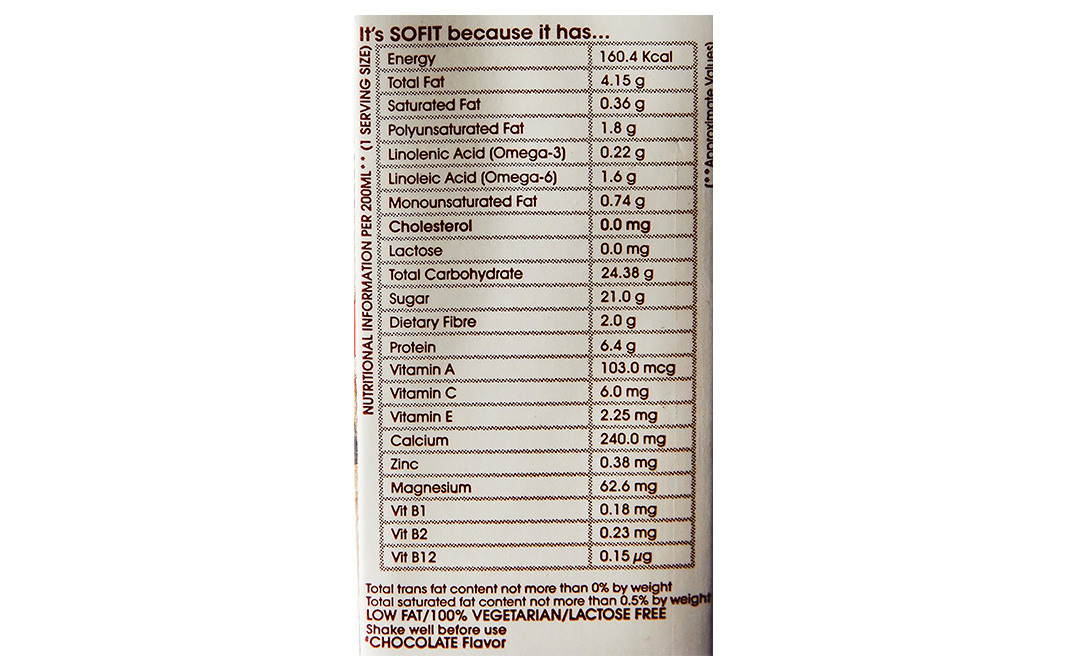 It's SOFIT because it has...
NUTRITIONAL INFORMATION PER 200ML** (1 SERVING SIZE)
Energy 160.4 Kcal
Total Fat 4.15 g
Saturated Fat 0.36 g
Polyunsaturated Fat 1.8 g
Linolenic Acid (Omega-3) 0.22 g
Linoleic Acid (Omega-6) 1.6 g
Monounsaturated Fat 0.74 g
Cholesterol 0.0 mg
Lactose 0.0 mg
Total Carbohydrate 24.38 g
Sugar 21.0 g
Dietary Fibre 2.0 g
Protein 6.4 g
Vitamin A 103.0 mcg
Vitamin C 6.0 mg
Vitamin E 2.25 mg
Calcium 240.0 mg
Zinc 0.38 mg
Magnesium 62.6 mg
Vit B1 0.18 mg
Vit B2 0.23 mg
Vit B12 0.15 µg
(**Approximate Values)
Total trans fat content not more than 0% by weight
Total saturated fat content not more than 0.5% by weight
LOW FAT/100% VEGETARIAN/LACTOSE FREE
Shake well before use
#CHOCOLATE Flavor